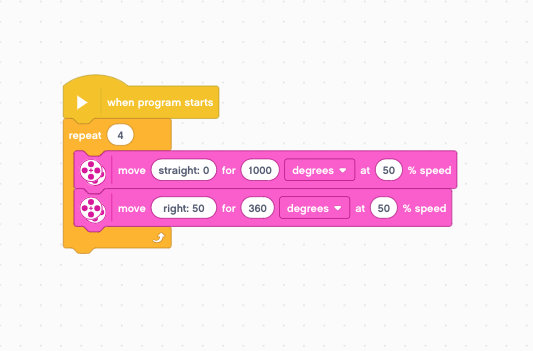 when program starts
repeat 4
move straight: 0 for 1000 degrees at 50 % speed
move right: 50 for 360 degrees at 50 % speed